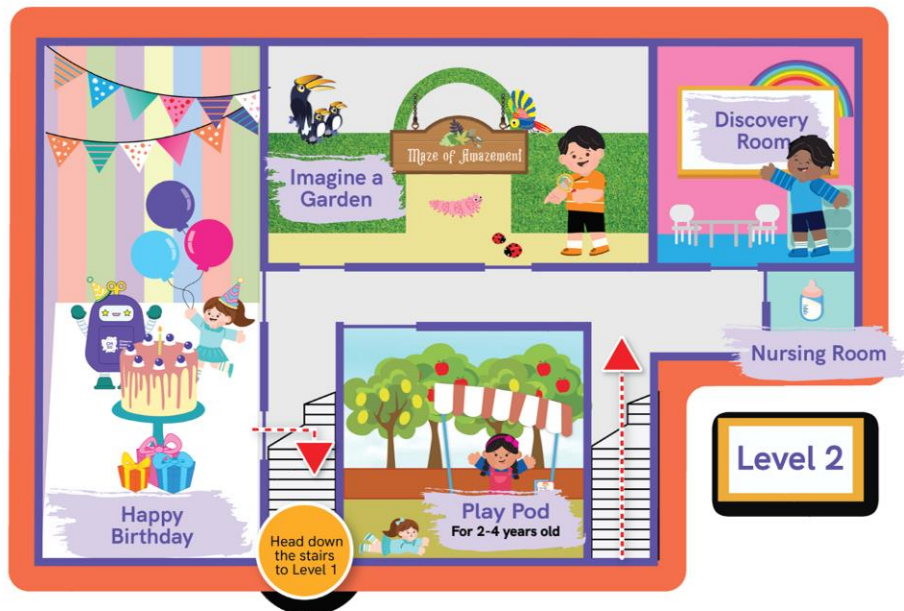 Maze of Amazement
Imagine a
Garden
Discovery
Room
Nursing Room
Level 2
Happy
Birthday
Head down
the stairs
to Level 1
Play Pod
For 2-4 years old